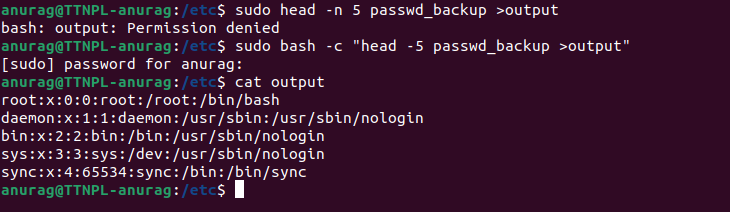 anurag@TTNPL-anurag:/etc$ sudo head -n 5 passwd_backup >output
bash: output: Permission denied
anurag@TTNPL-anurag:/etc$ sudo bash -c "head -5 passwd_backup >output"
[sudo] password for anurag:
anurag@TTNPL-anurag:/etc$ cat output
root:x:0:0:root:/root:/bin/bash
daemon:x:1:1:daemon:/usr/sbin:/usr/sbin/nologin
bin:x:2:2:bin:/bin:/usr/sbin/nologin
sys:x:3:3:sys:/dev:/usr/sbin/nologin
sync:x:4:65534:sync:/bin:/bin/sync
anurag@TTNPL-anurag:/etc$